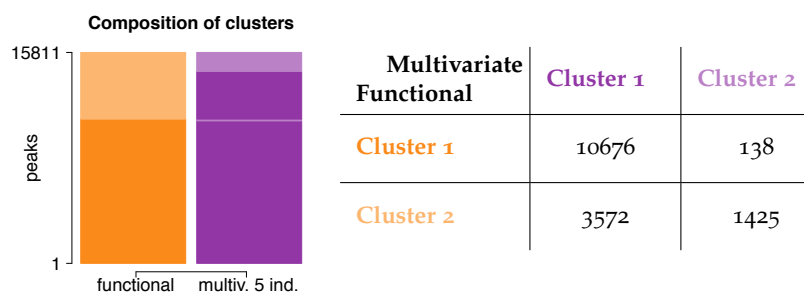 Composition of clusters
15811
peaks
1
functional
multiv. 5 ind.
Multivariate
Functional
Cluster 1
Cluster 2
Cluster 1
10676
138
Cluster 2
3572
1425